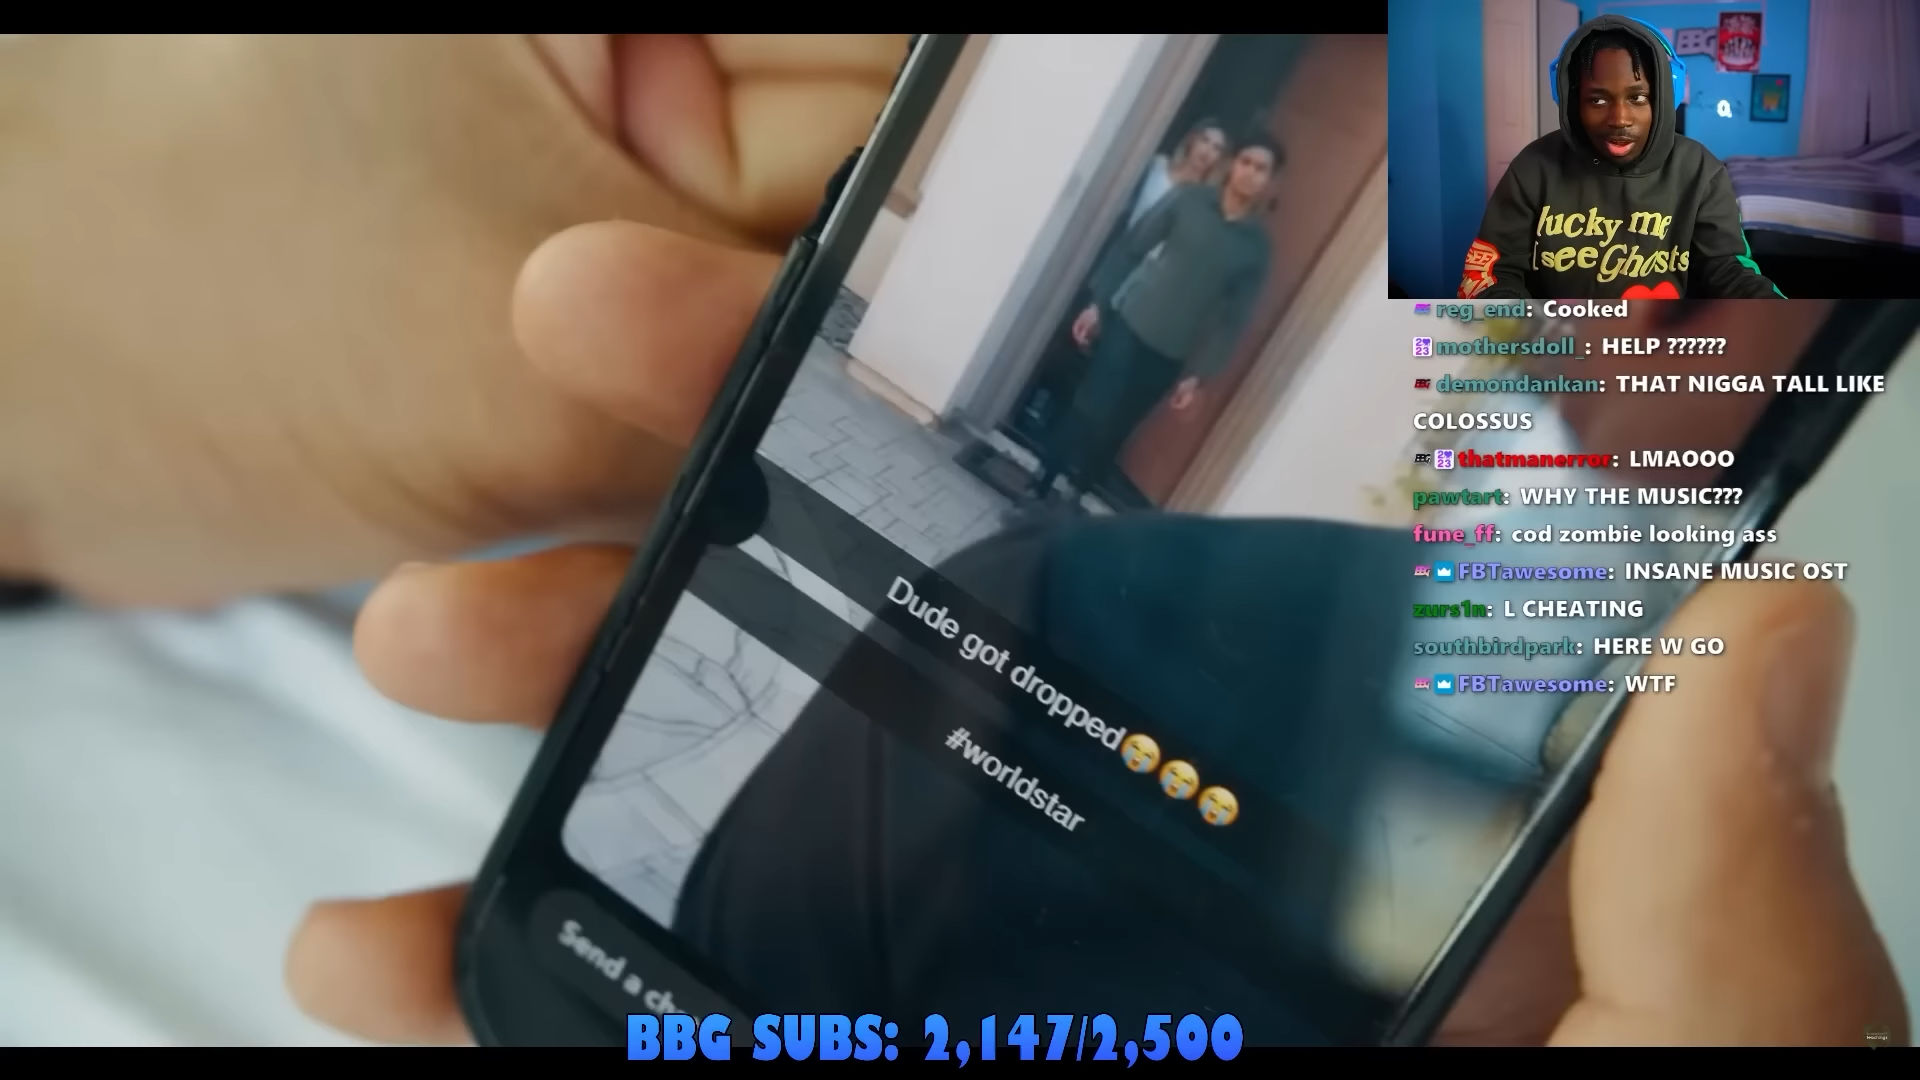 BBG
lucky me
I see Ghosts
reg_end: Cooked
mothersdoll_: HELP ??????
demondankan: THAT NIGGA TALL LIKE
COLOSSUS
thatmanerror: LMAOOO
pawtart: WHY THE MUSIC???
fune_ff: cod zombie looking ass
FBTawesome: INSANE MUSIC OST
zurs1n: L CHEATING
southbirdpark: HERE W GO
FBTawesome: WTF
Dude got dropped😭😭😭
#worldstar
Send a
BBG SUBS: 2,147/2,500